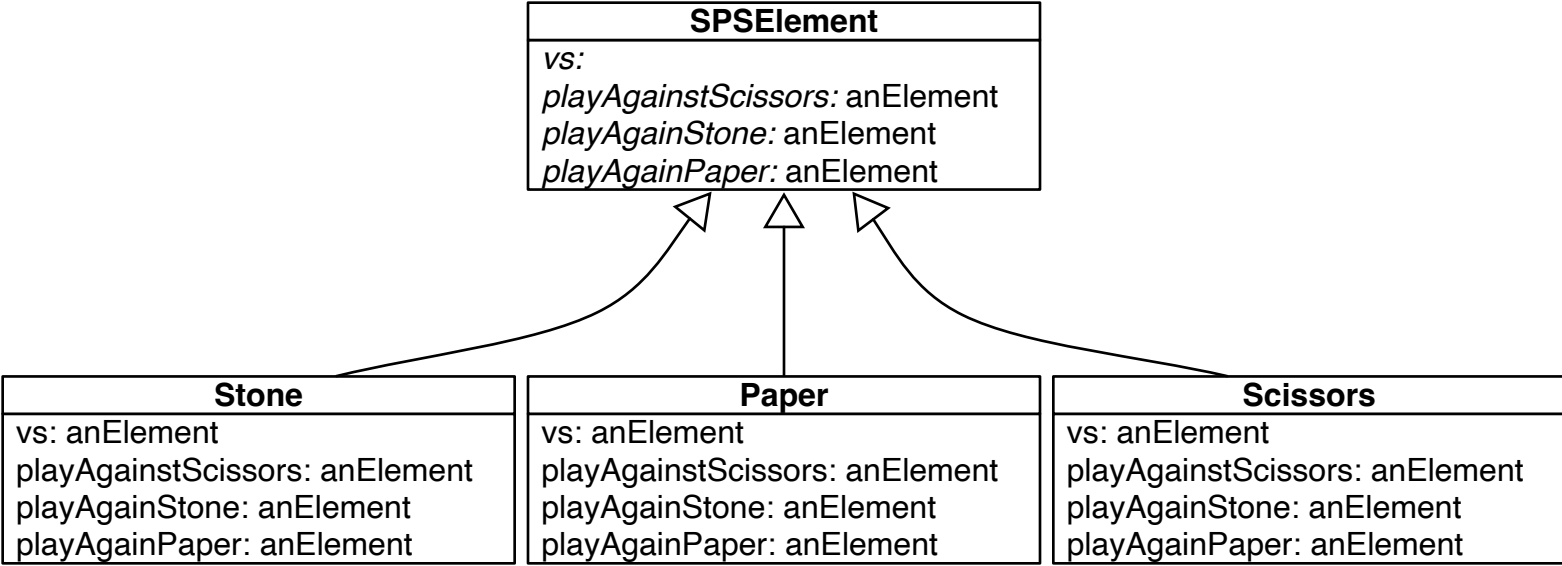 SPSElement
vs:
playAgainstScissors: anElement
playAgainStone: anElement
playAgainPaper: anElement
Stone
vs: anElement
playAgainstScissors: anElement
playAgainStone: anElement
playAgainPaper: anElement
Paper
vs: anElement
playAgainstScissors: anElement
playAgainStone: anElement
playAgainPaper: anElement
Scissors
vs: anElement
playAgainstScissors: anElement
playAgainStone: anElement
playAgainPaper: anElement